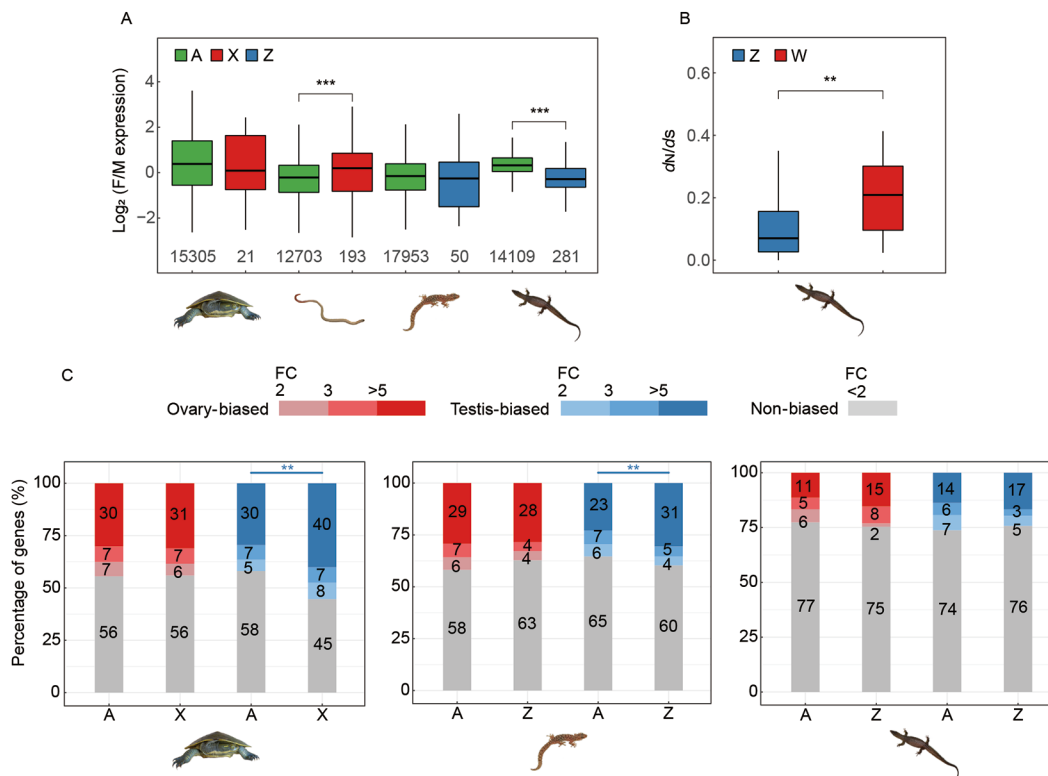 A
A X Z
Log₂ (F/M expression)
4
2
0
−2
***
***
15305 21 12703 193 17953 50 14109 281
B
Z W
dN/ds
0.6
0.4
0.2
0.0
**
C
FC
2 3 >5
Ovary-biased
FC
2 3 >5
Testis-biased
FC
<2
Non-biased
Percentage of genes (%)
100
75
50
25
0
**
30 31 30 40
7 7 7 7
7 6 5 8
56 56 58 45
A X A X
100
75
50
25
0
**
29 28 23 31
7 4 7 5
6 4 6 4
58 63 65 60
A Z A Z
100
75
50
25
0
11 15 14 17
5 8 6 3
6 2 7 5
77 75 74 76
A Z A Z